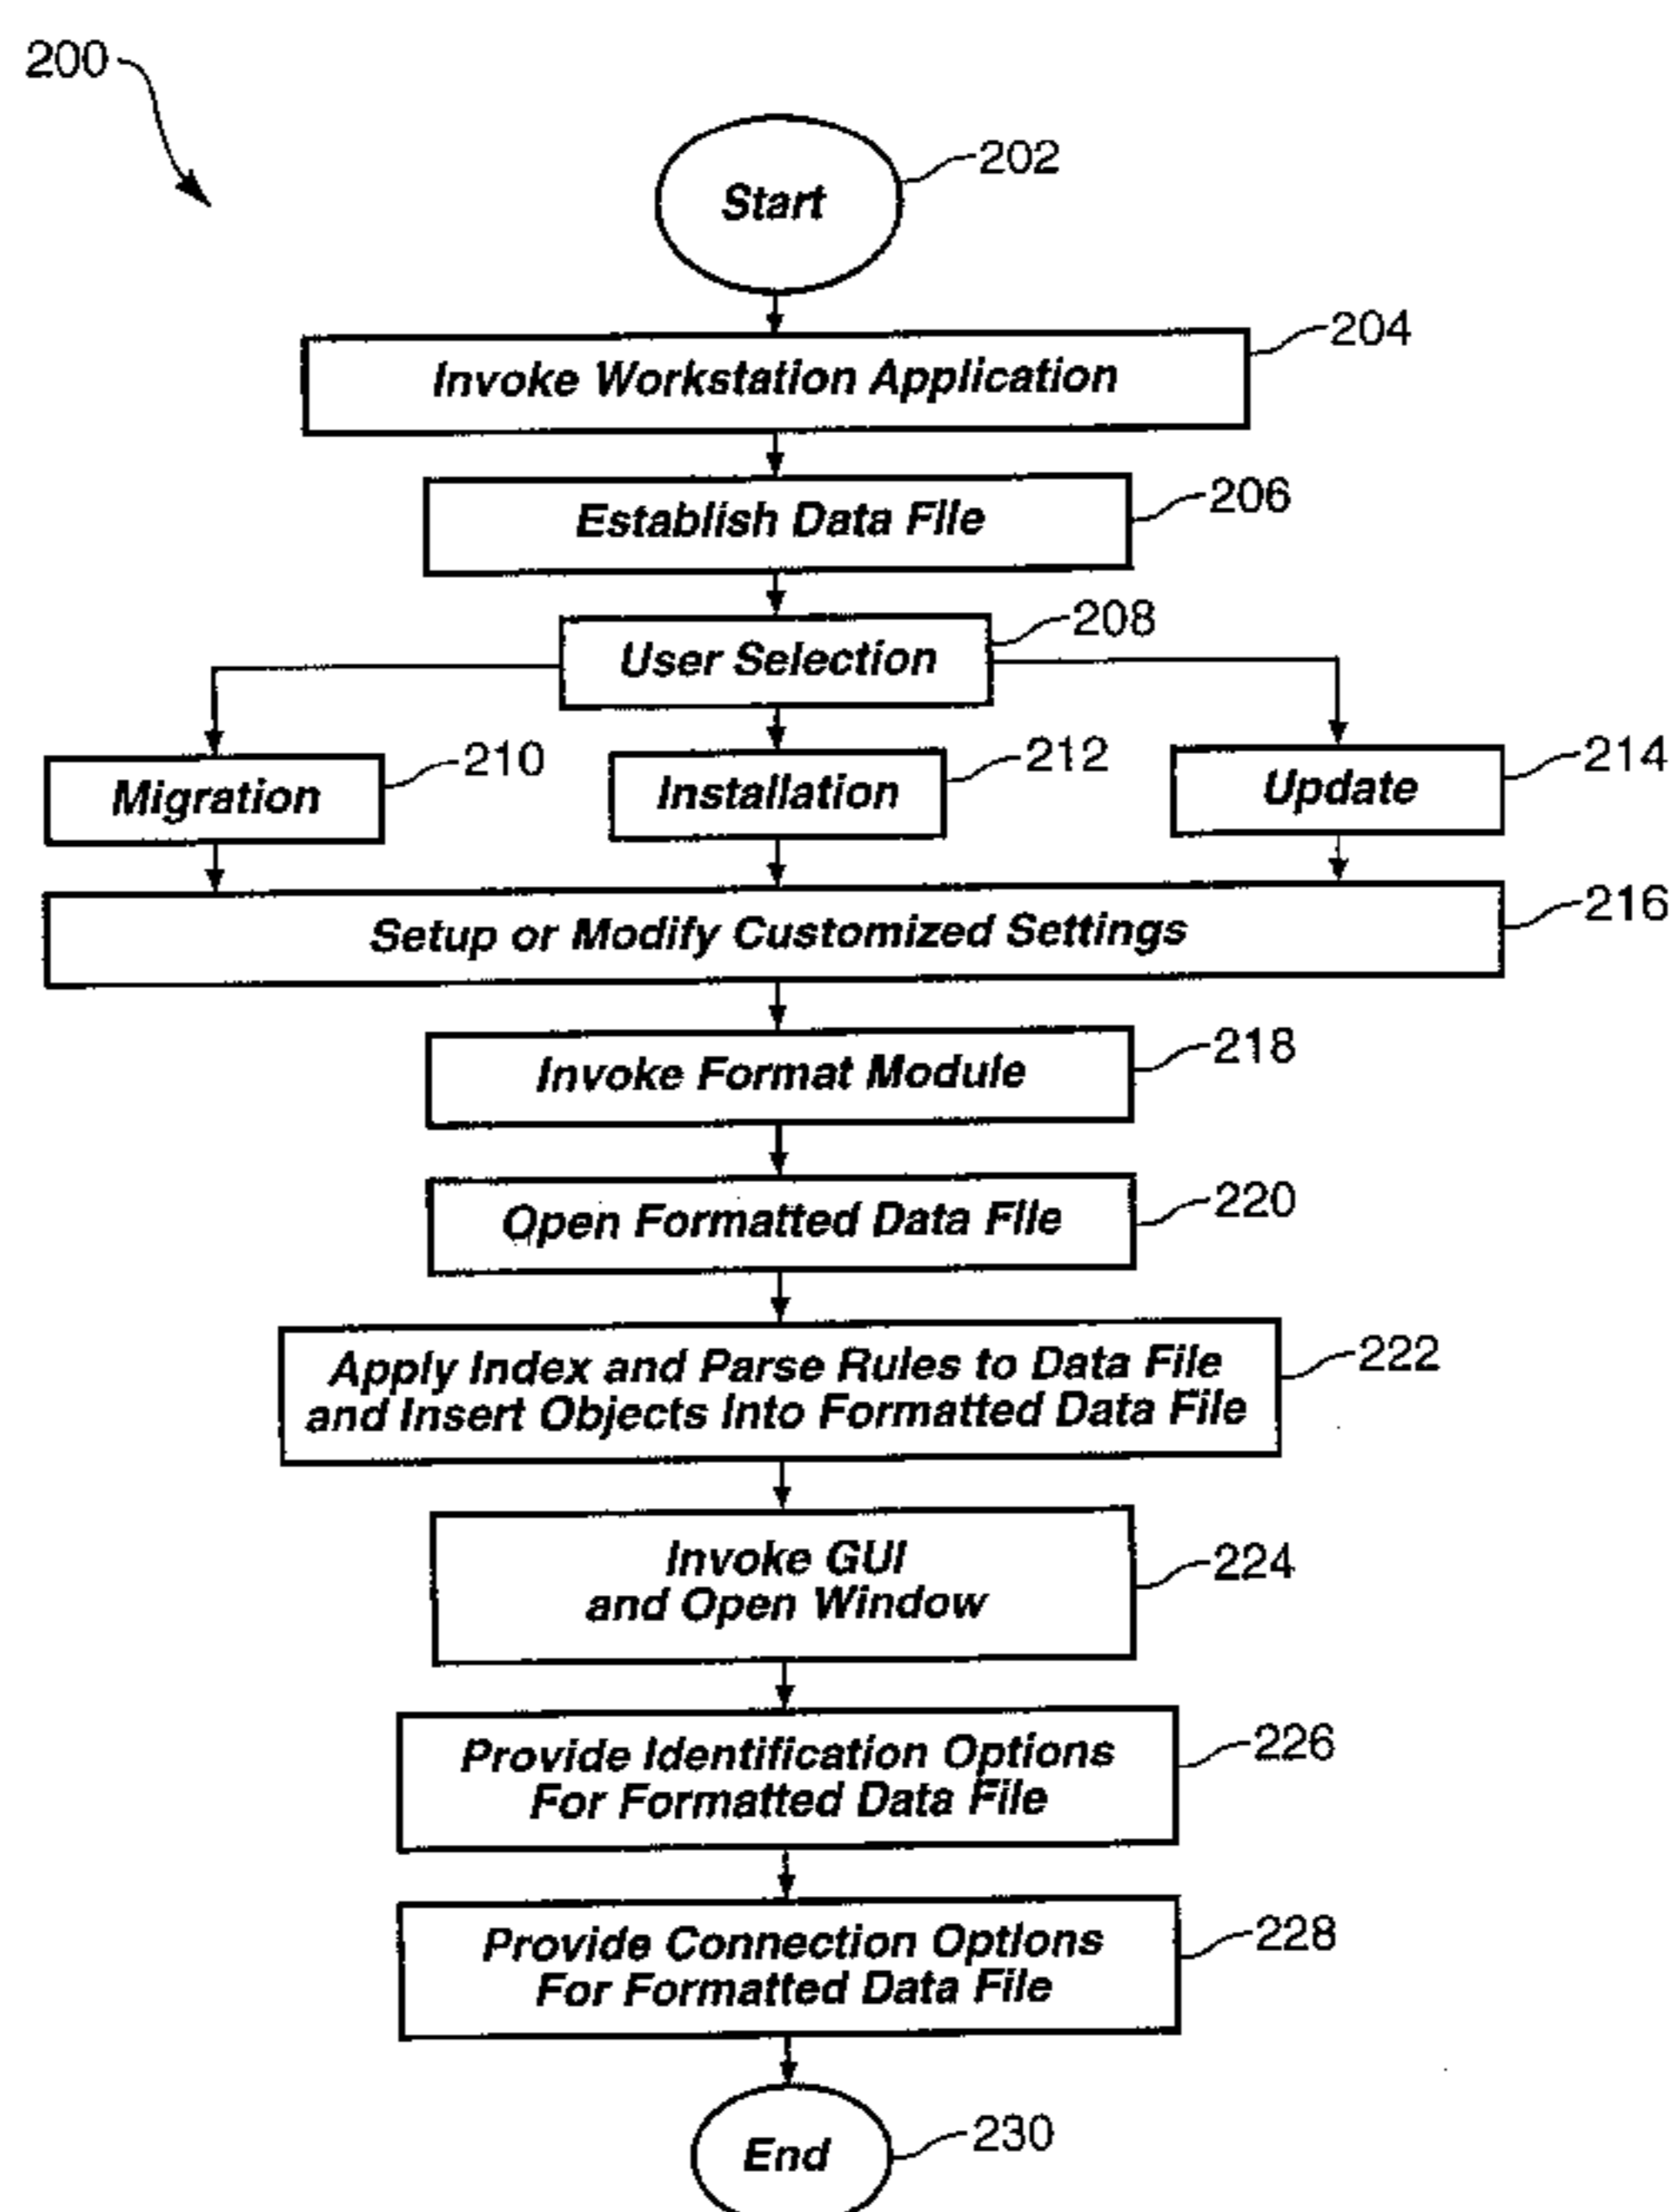 200
Start
202
Invoke Workstation Application
204
Establish Data File
206
User Selection
208
Migration
210
Installation
212
Update
214
Setup or Modify Customized Settings
216
Invoke Format Module
218
Open Formatted Data File
220
Apply Index and Parse Rules to Data File
and Insert Objects Into Formatted Data File
222
Invoke GUI
and Open Window
224
Provide Identification Options
For Formatted Data File
226
Provide Connection Options
For Formatted Data File
228
End
230